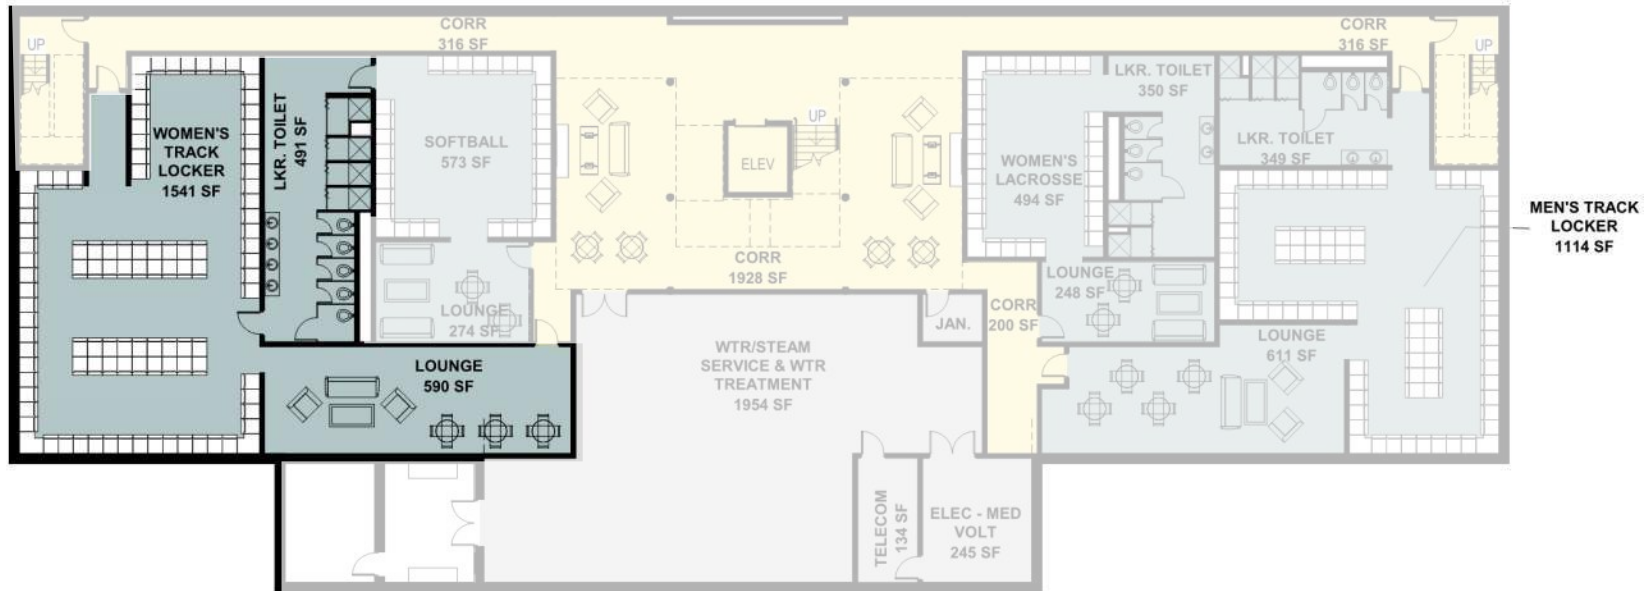 CORR
316 SF
CORR
316 SF
UP
UP
WOMEN'S
TRACK
LOCKER
1541 SF
LKR. TOILET
491 SF
SOFTBALL
573 SF
UP
ELEV
WOMEN'S
LACROSSE
494 SF
LKR. TOILET
350 SF
LKR. TOILET
349 SF
MEN'S TRACK
LOCKER
1114 SF
CORR
1928 SF
LOUNGE
274 SF
LOUNGE
248 SF
CORR
200 SF
JAN.
LOUNGE
611 SF
LOUNGE
590 SF
WTR/STEAM
SERVICE & WTR
TREATMENT
1954 SF
TELECOM
134 SF
ELEC - MED
VOLT
245 SF